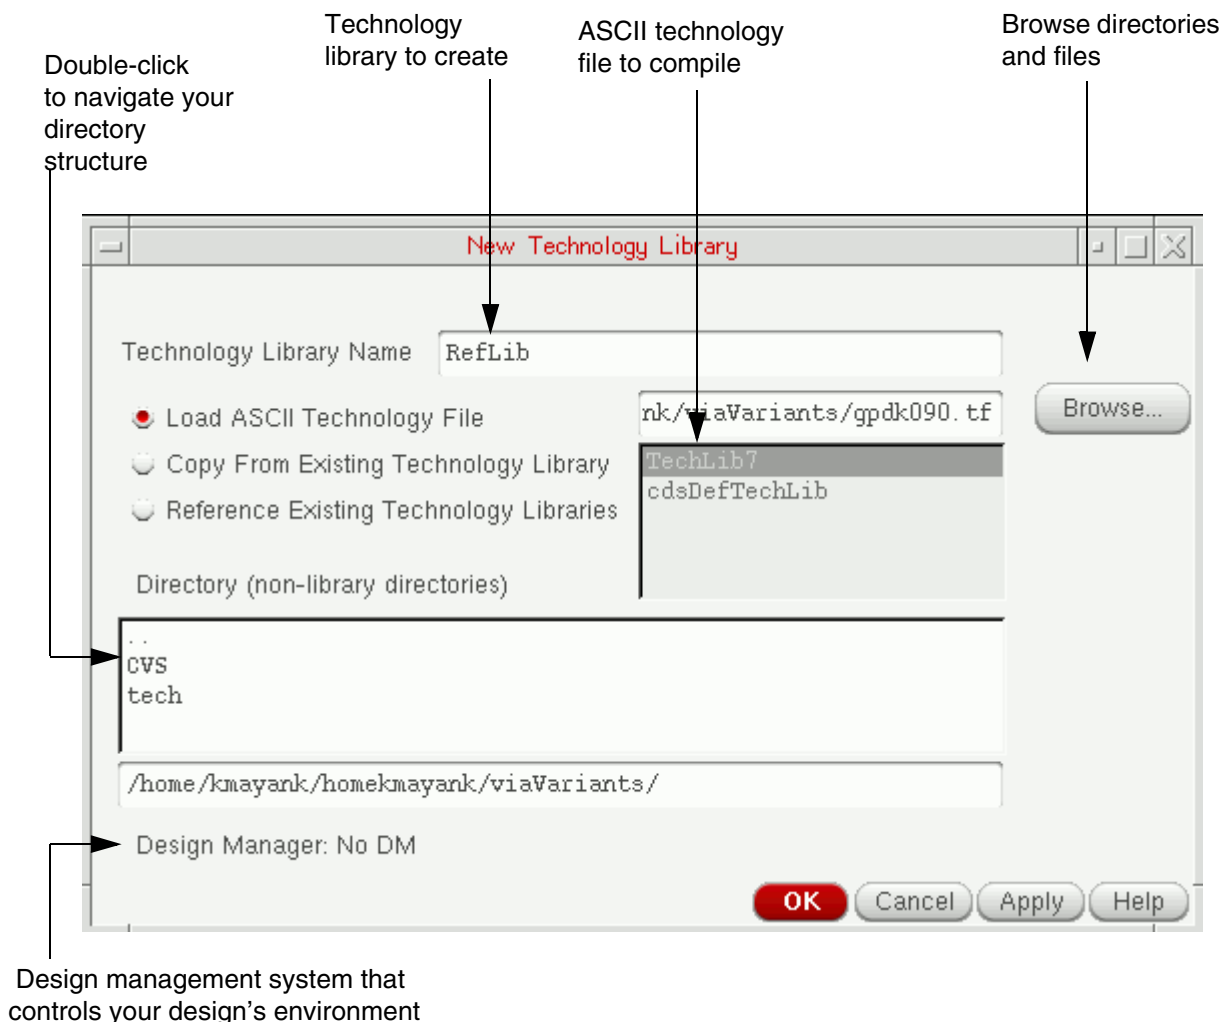 Technology
library to create
ASCII technology
file to compile
Browse directories
and files
Double-click
to navigate your
directory
structure
New Technology Library
Technology Library Name RefLib
Load ASCII Technology File nk/viaVariants/gpdk090.tf Browse...
Copy From Existing Technology Library TechLib7
cdsDefTechLib
Reference Existing Technology Libraries
Directory (non-library directories)
..
CVS
tech
/home/kmayank/homekmayank/viaVariants/
Design Manager: No DM
OK Cancel Apply Help
Design management system that
controls your design’s environment